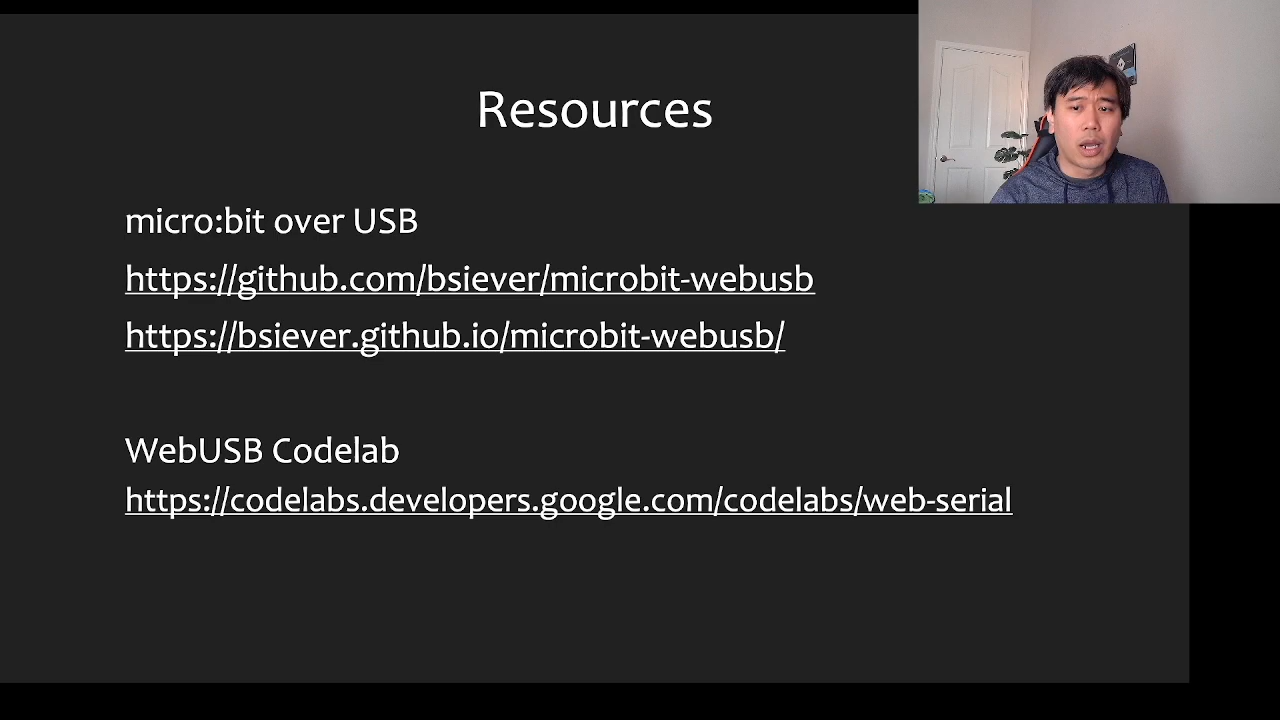 Resources
micro:bit over USB
https://github.com/bsiever/microbit-webusb
https://bsiever.github.io/microbit-webusb/
WebUSB Codelab
https://codelabs.developers.google.com/codelabs/web-serial